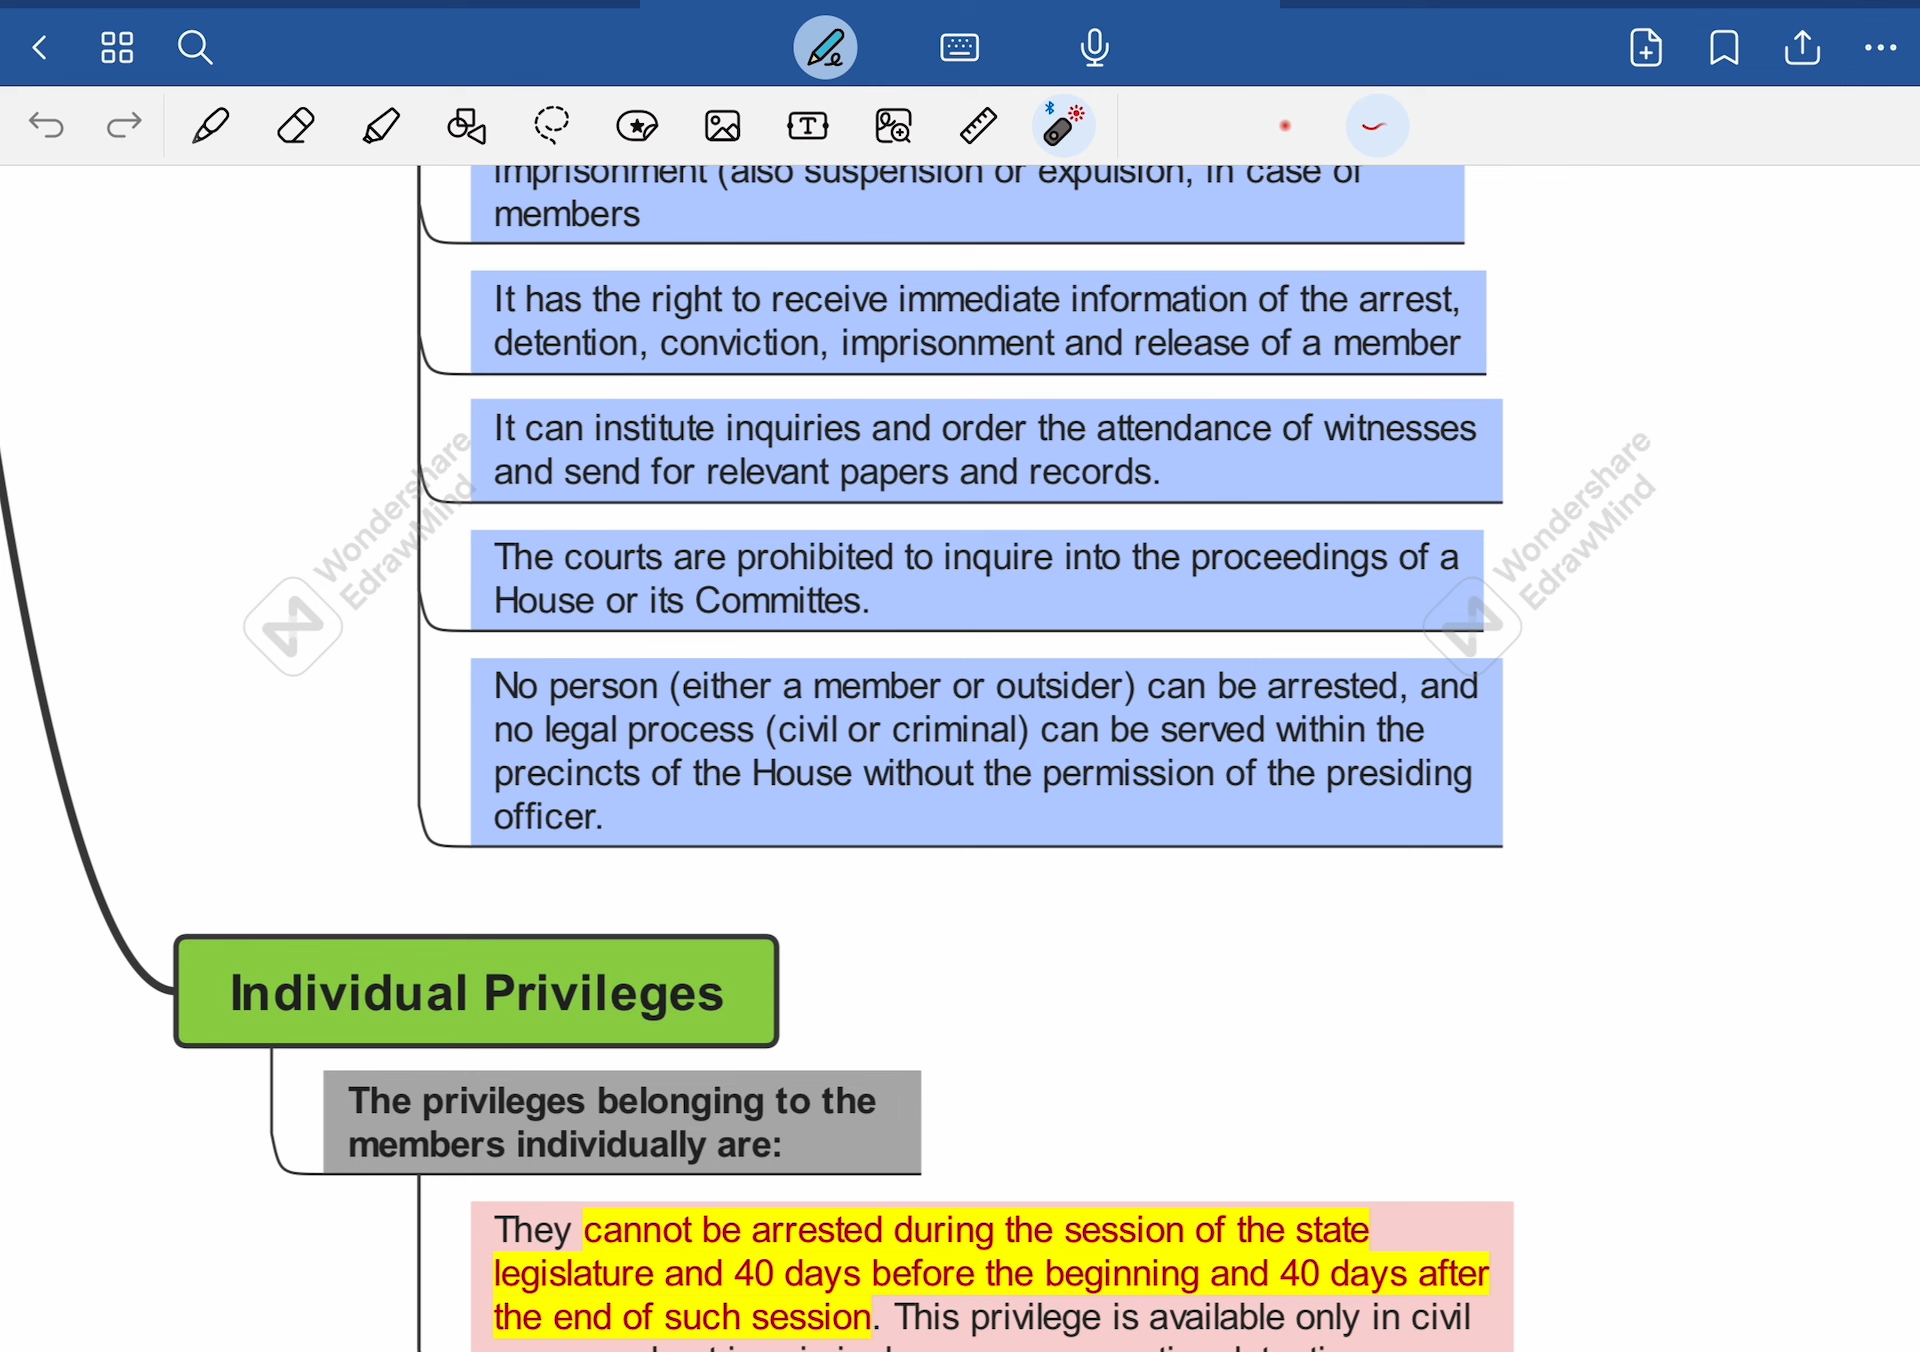 Imprisonment (also suspension or expulsion, in case of
members
It has the right to receive immediate information of the arrest,
detention, conviction, imprisonment and release of a member
It can institute inquiries and order the attendance of witnesses
and send for relevant papers and records.
The courts are prohibited to inquire into the proceedings of a
House or its Committes.
No person (either a member or outsider) can be arrested, and
no legal process (civil or criminal) can be served within the
precincts of the House without the permission of the presiding
officer.
Wondershare
EdrawMind
Wondershare
EdrawMind
Individual Privileges
The privileges belonging to the
members individually are:
They cannot be arrested during the session of the state
legislature and 40 days before the beginning and 40 days after
the end of such session. This privilege is available only in civil